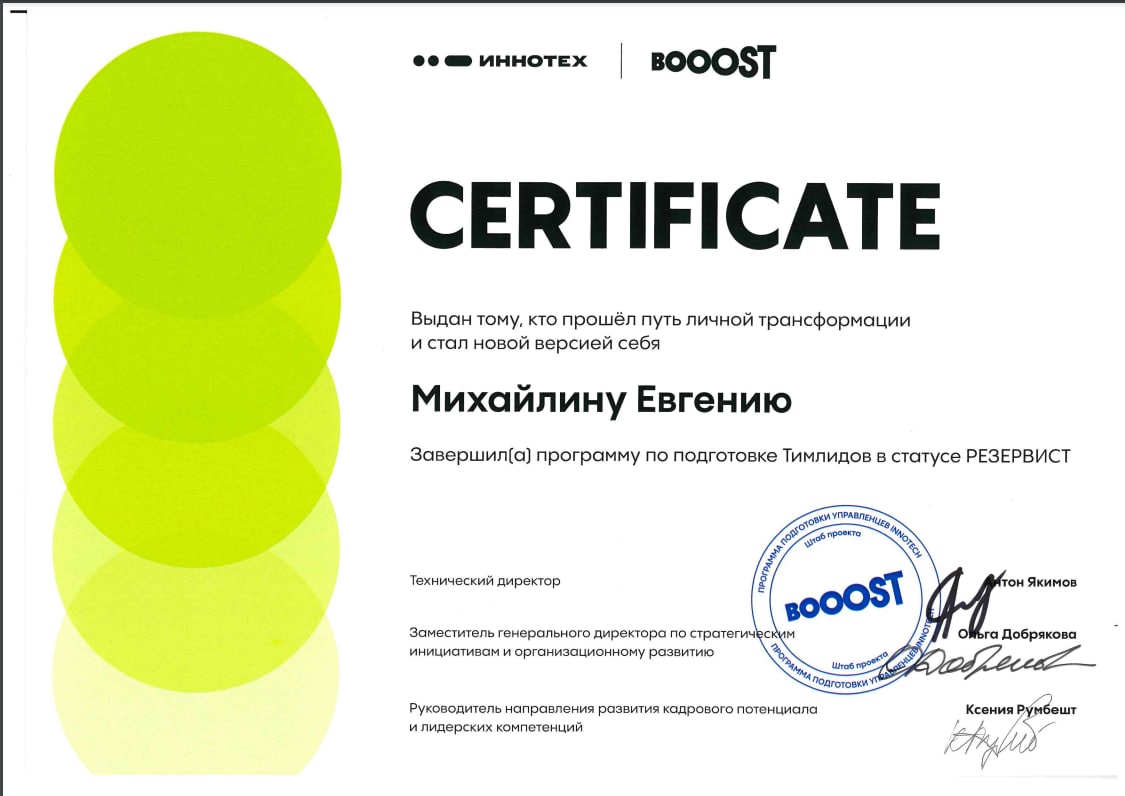 ИННОТЕХ
BOOOST
CERTIFICATE
Выдан тому, кто прошёл путь личной трансформации
и стал новой версией себя
Михайлину Евгению
Завершил(а) программу по подготовке Тимлидов в статусе РЕЗЕРВИСТ
ПРОГРАММА ПОДГОТОВКИ УПРАВЛЕНЦЕВ INNOTECH
Штаб проекта
BOOOST
Штаб проекта
ПРОГРАММА ПОДГОТОВКИ УПРАВЛЕНЦЕВ INNOTECH
Технический директор
Антон Якимов
Заместитель генерального директора по стратегическим
инициативам и организационному развитию
Ольга Добрякова
Руководитель направления развития кадрового потенциала
и лидерских компетенций
Ксения Румбешт